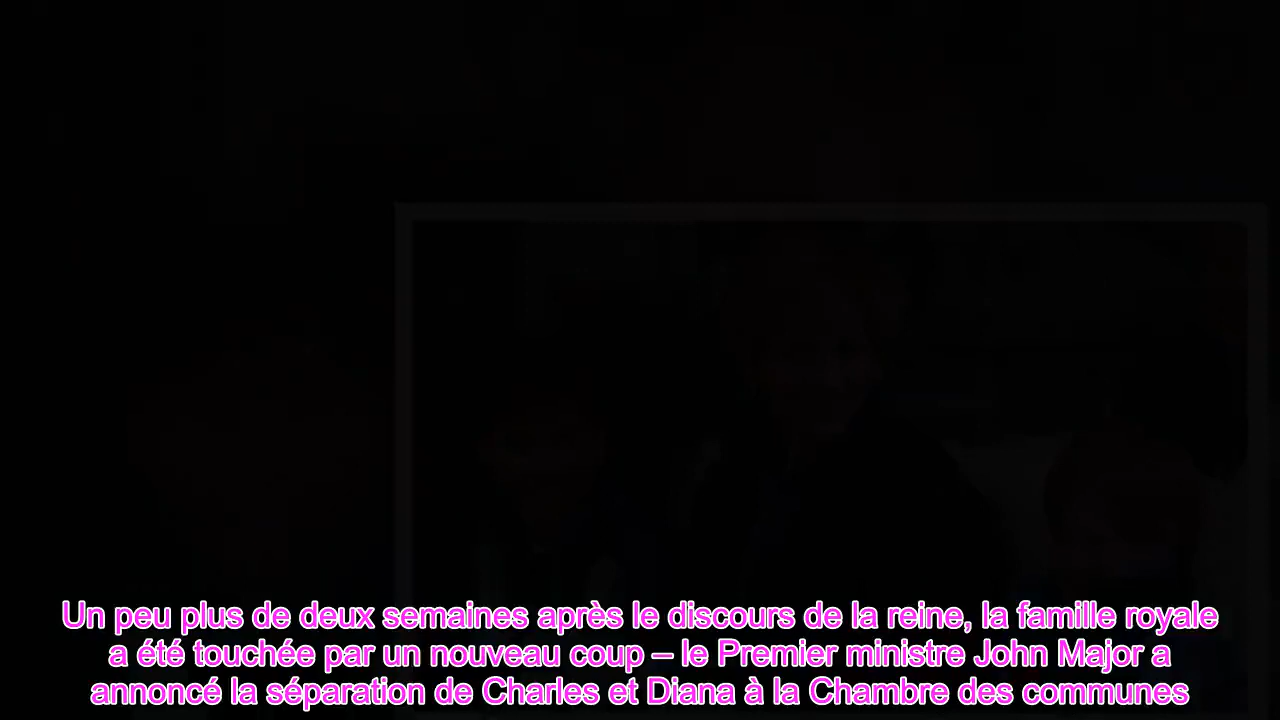 Un peu plus de deux semaines après le discours de la reine, la famille royale
a été touchée par un nouveau coup – le Premier ministre John Major a
annoncé la séparation de Charles et Diana à la Chambre des communes